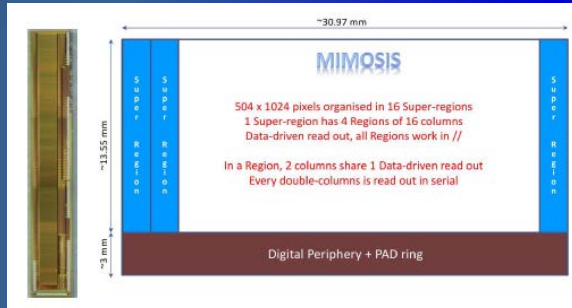 ~30.97 mm
MIMOSIS
Super Region
Super Region
Super Region
504 x 1024 pixels organised in 16 Super-regions
1 Super-region has 4 Regions of 16 columns
Data-driven read out, all Regions work in //
In a Region, 2 columns share 1 Data-driven read out
Every double-columns is read out in serial
~13.55 mm
~3 mm
Digital Periphery + PAD ring